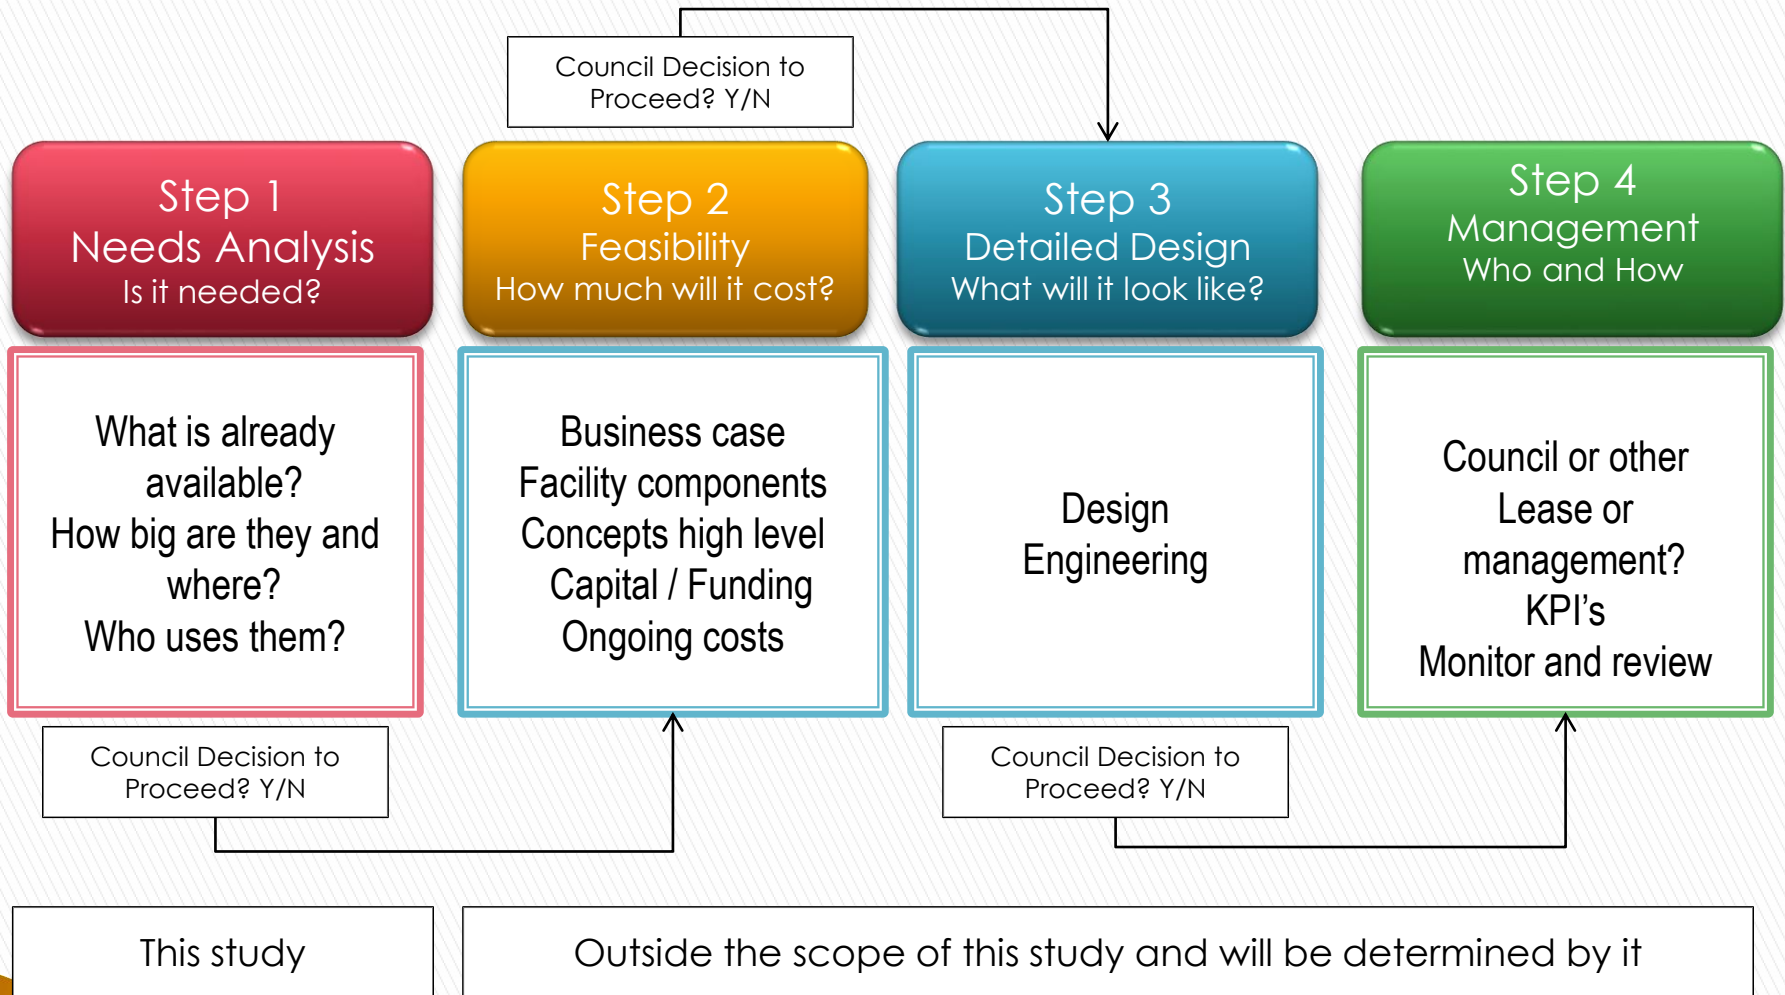 Council Decision to
Proceed? Y/N
Step 1
Needs Analysis
Is it needed?
Step 2
Feasibility
How much will it cost?
Step 3
Detailed Design
What will it look like?
Step 4
Management
Who and How
What is already
available?
How big are they and
where?
Who uses them?
Business case
Facility components
Concepts high level
Capital / Funding
Ongoing costs
Design
Engineering
Council or other
Lease or
management?
KPI’s
Monitor and review
Council Decision to
Proceed? Y/N
Council Decision to
Proceed? Y/N
This study
Outside the scope of this study and will be determined by it